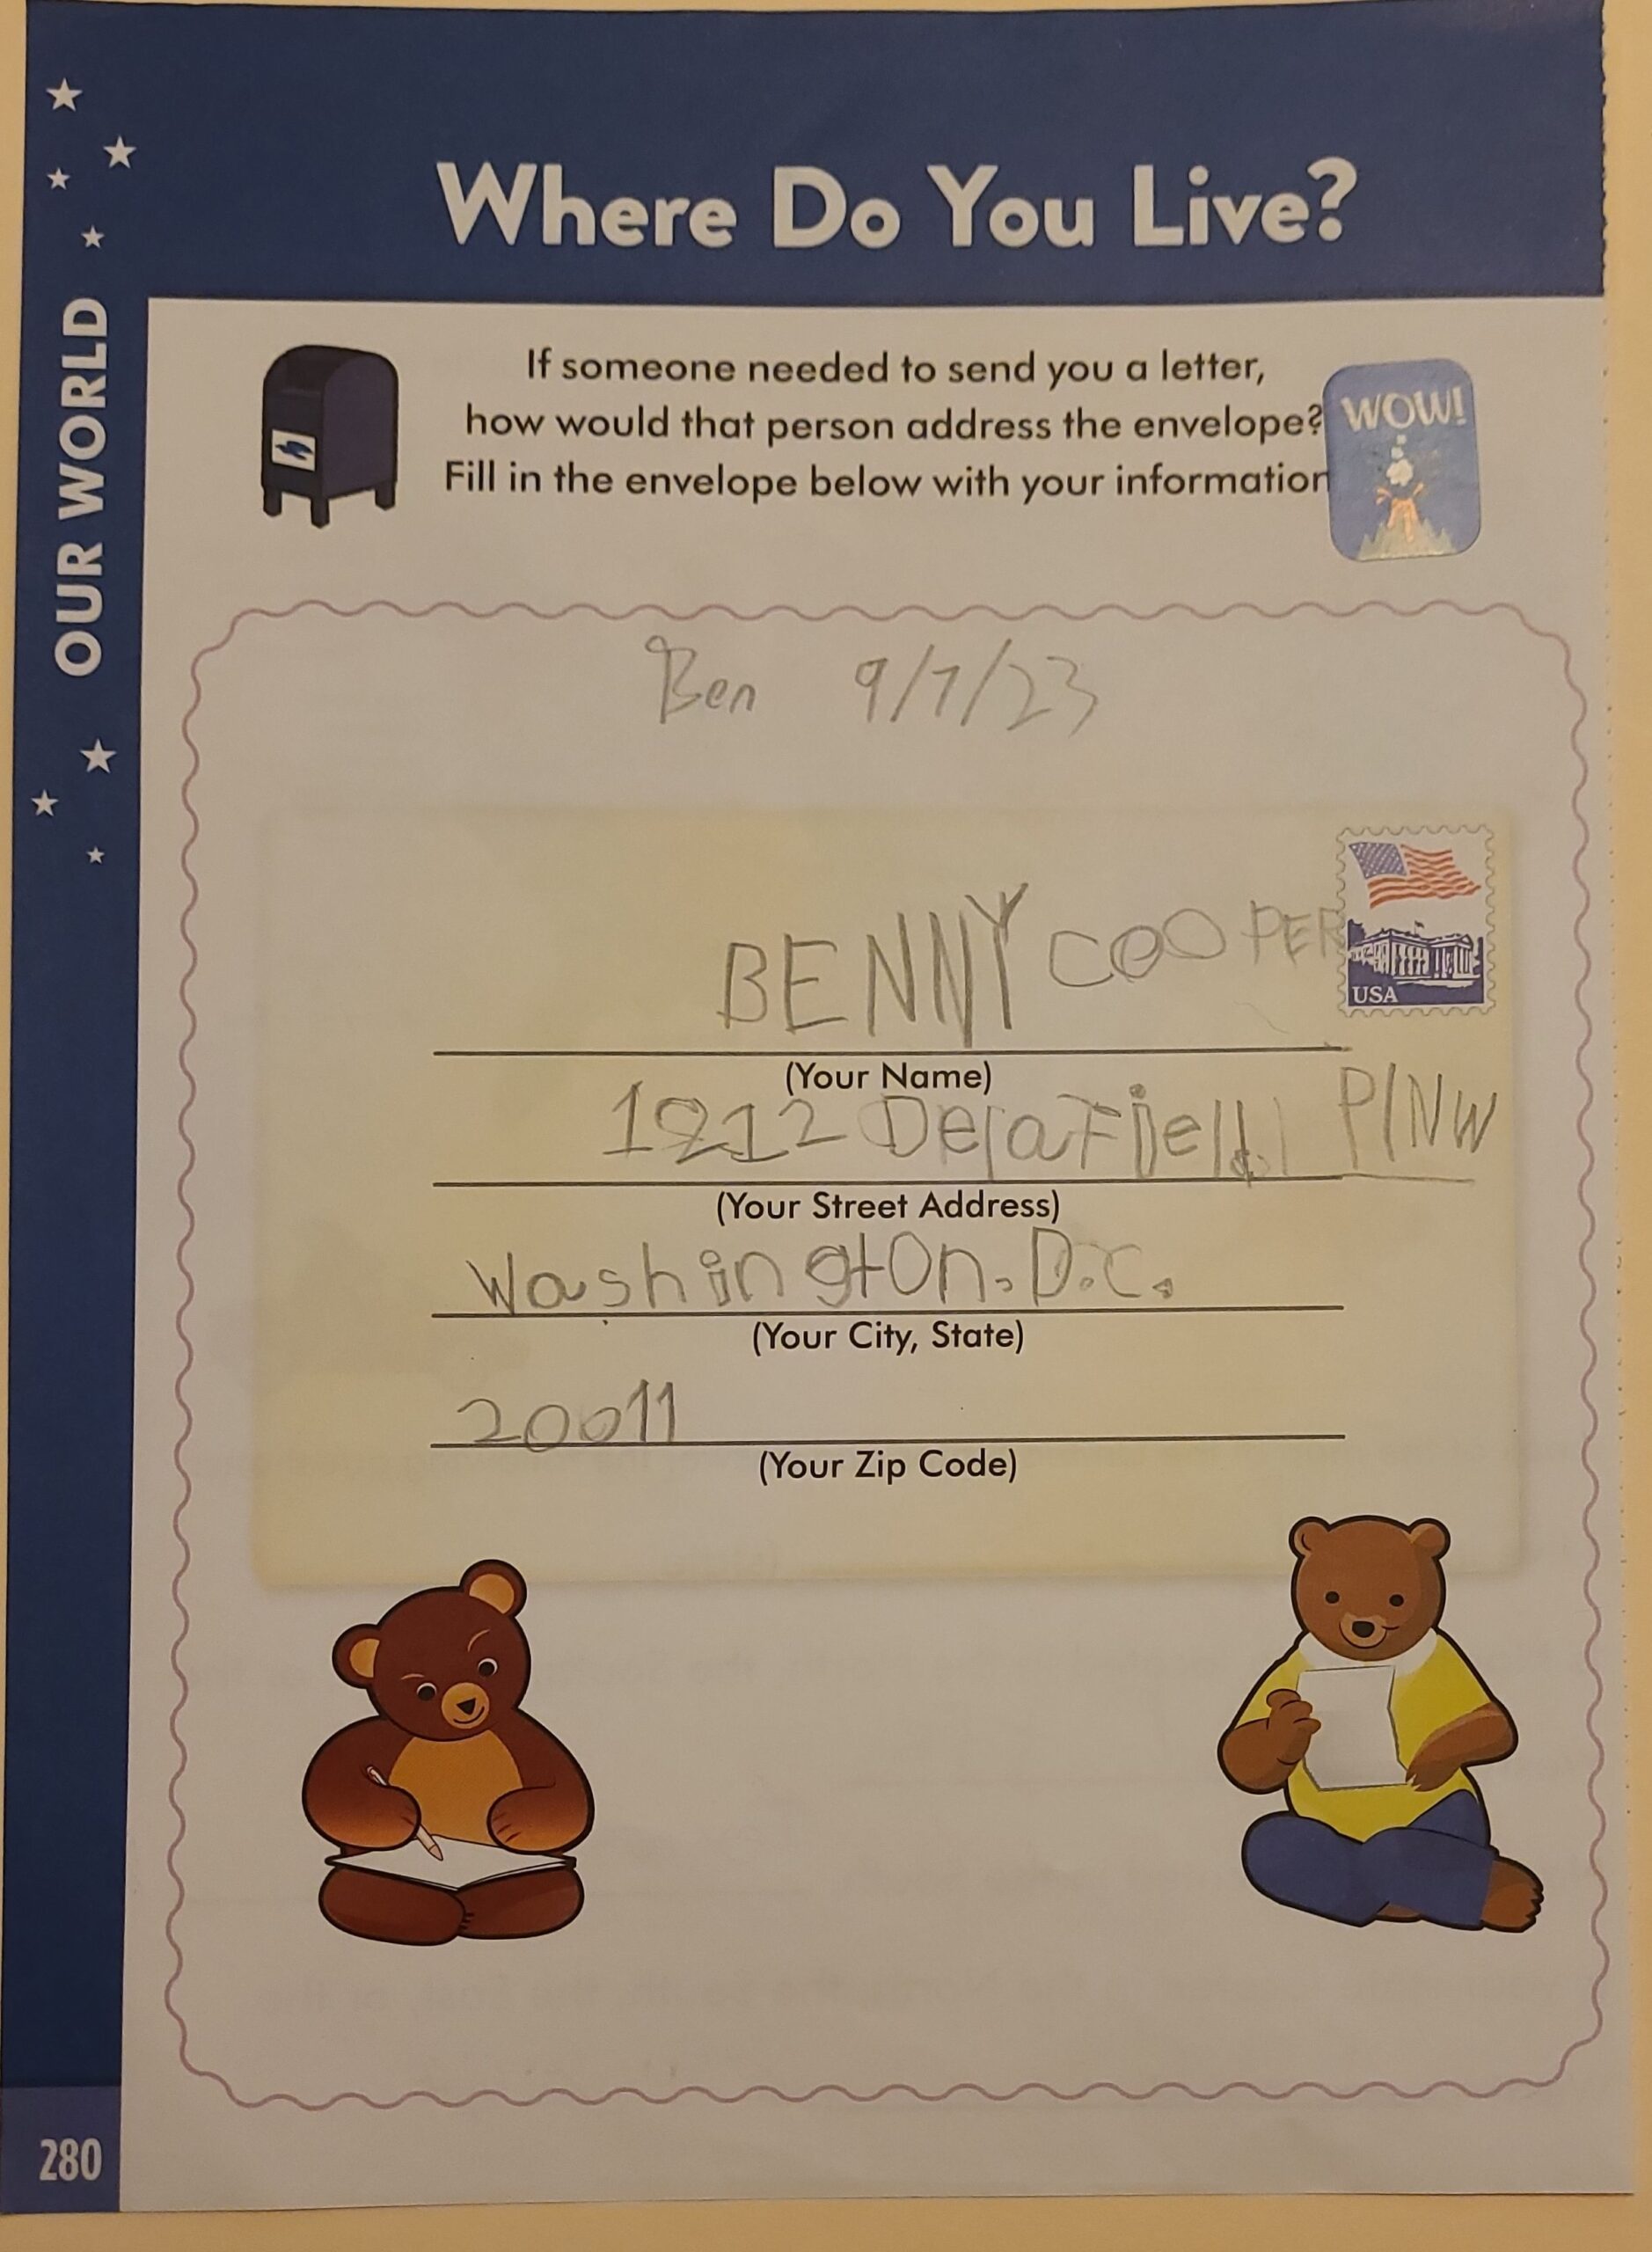 Where Do You Live?
OUR WORLD
If someone needed to send you a letter,
how would that person address the envelope?
Fill in the envelope below with your information
WOW!
Ben 9/7/23
BENNY COOPER
USA
(Your Name)
1212 Delafield Pl NW
(Your Street Address)
Washington, D.C.
(Your City, State)
20011
(Your Zip Code)
280